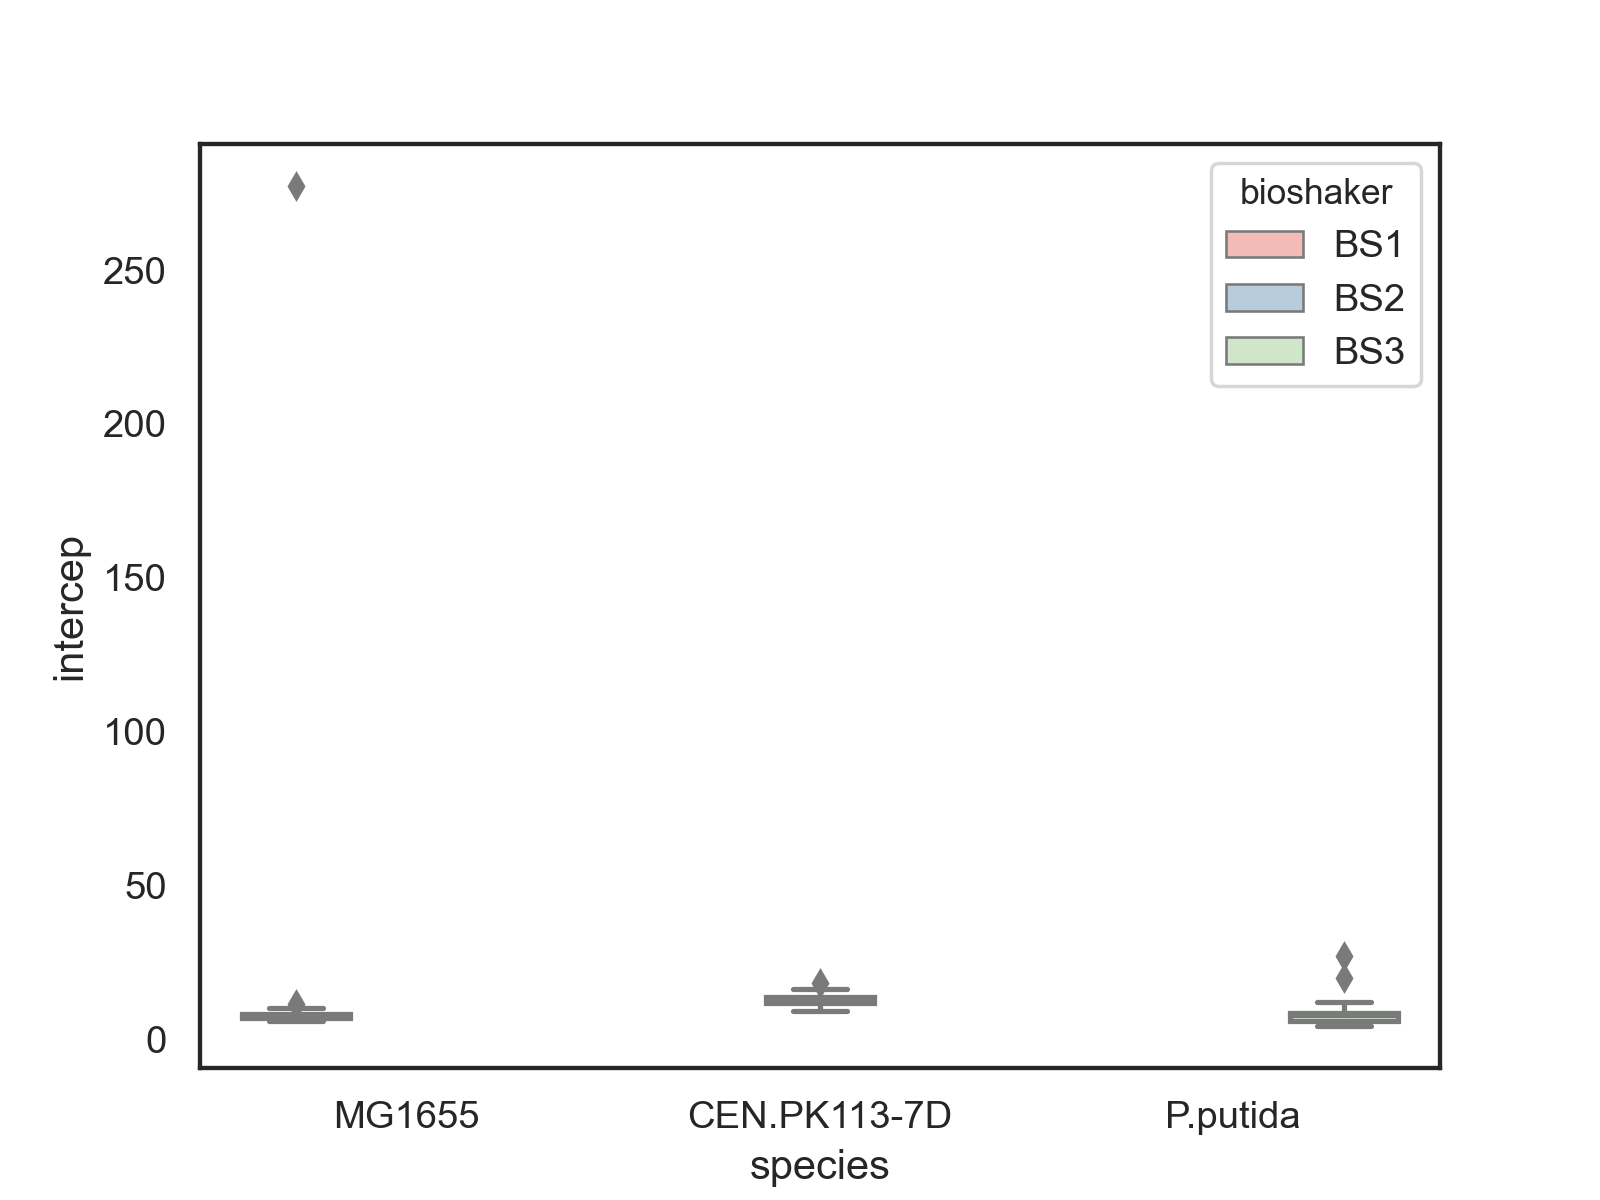 bioshaker
BS1
BS2
BS3
250
200
150
100
50
0
intercep
MG1655 CEN.PK113-7D P.putida
species